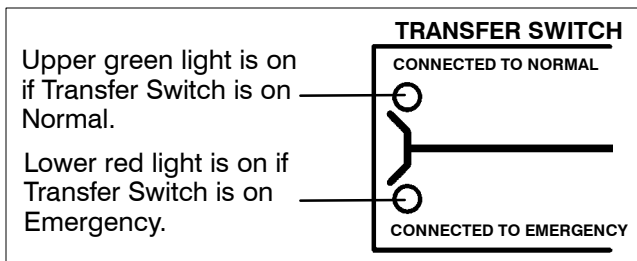 TRANSFER SWITCH
Upper green light is on
if Transfer Switch is on
Normal.
CONNECTED TO NORMAL
Lower red light is on if
Transfer Switch is on
Emergency.
CONNECTED TO EMERGENCY